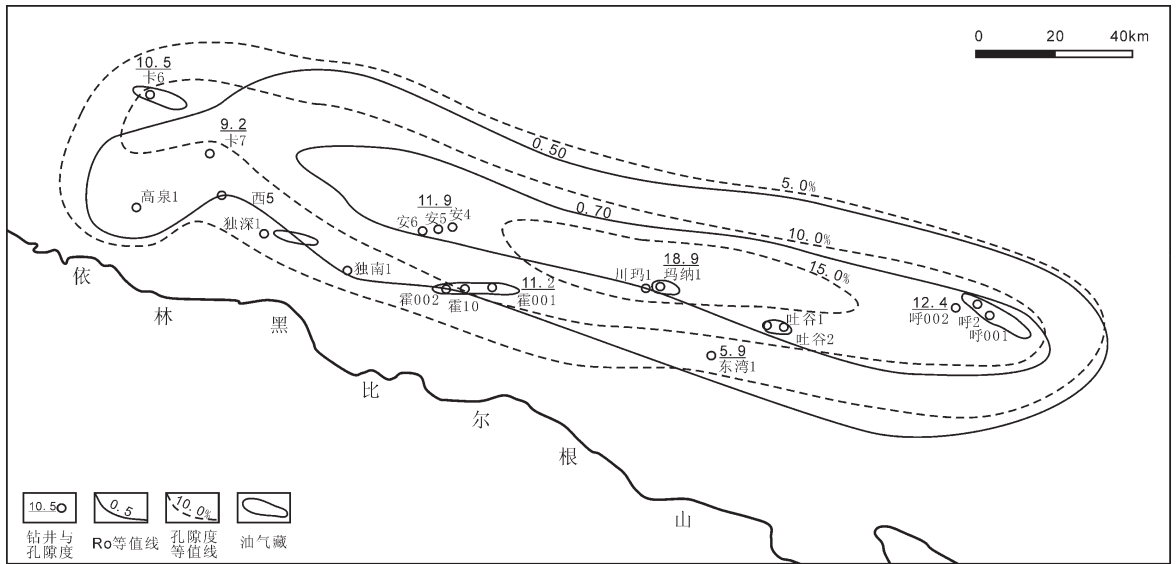 0 20 40km
10.5
卡6
9.2
卡7
高泉1
西5
独深1
独南1
0.50
5.0%
0.70
10.0%
15.0%
11.9
安6 安5 安4
18.9
川玛1 玛纳1
11.2
霍002 霍10 霍001
吐谷1
吐谷2
5.9
东湾1
12.4
呼002 呼2
呼001
依林黑比尔根山
10.5
钻井与
孔隙度
0.5
Ro等值线
10.0%
孔隙度
等值线
油气藏